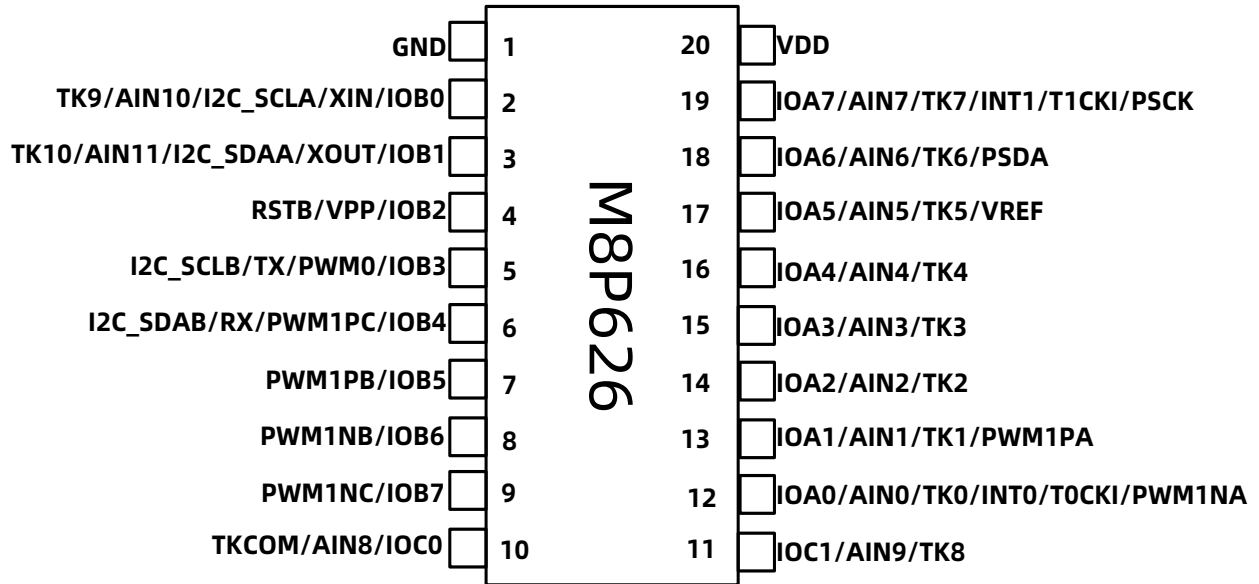 GND 1 20 VDD
TK9/AIN10/I2C_SCLA/XIN/IOB0 2 19 IOA7/AIN7/TK7/INT1/T1CKI/PSCK
TK10/AIN11/I2C_SDAA/XOUT/IOB1 3 18 IOA6/AIN6/TK6/PSDA
RSTB/VPP/IOB2 4 17 IOA5/AIN5/TK5/VREF
I2C_SCLB/TX/PWM0/IOB3 5 16 IOA4/AIN4/TK4
I2C_SDAB/RX/PWM1PC/IOB4 6 15 IOA3/AIN3/TK3
PWM1PB/IOB5 7 14 IOA2/AIN2/TK2
PWM1NB/IOB6 8 13 IOA1/AIN1/TK1/PWM1PA
PWM1NC/IOB7 9 12 IOA0/AIN0/TK0/INT0/T0CKI/PWM1NA
TKCOM/AIN8/IOC0 10 11 IOC1/AIN9/TK8
M8P626